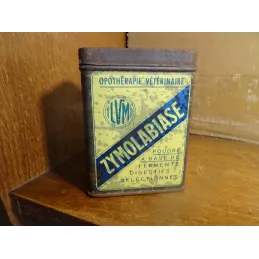 OPOTHÉRAPIE VÉTÉRINAIRE
LVM
ZYMOLABIASE
POUDRE
A BASE DE
FERMENTS
DIGESTIFS
SÉLECTIONNÉS